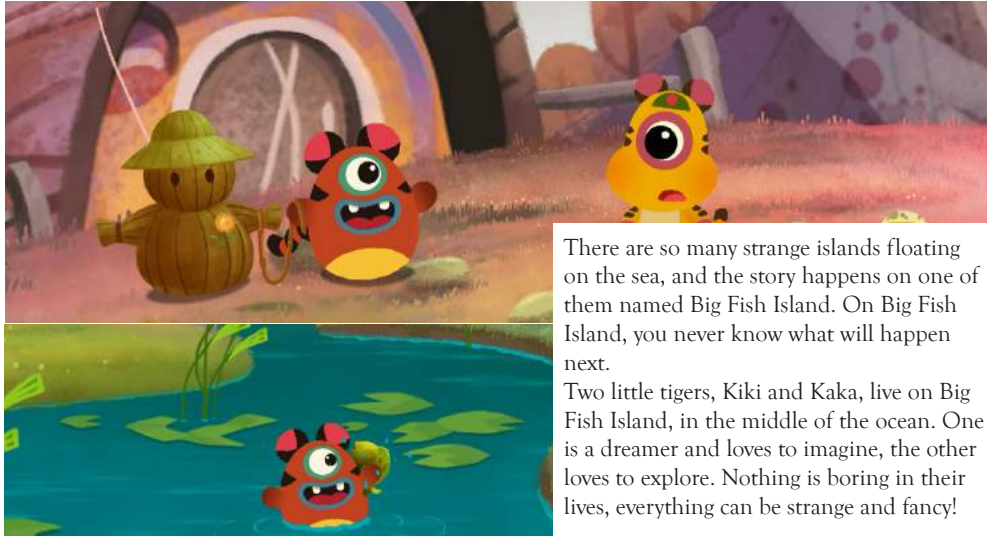 There are so many strange islands floating
on the sea, and the story happens on one of
them named Big Fish Island. On Big Fish
Island, you never know what will happen
next.
Two little tigers, Kiki and Kaka, live on Big
Fish Island, in the middle of the ocean. One
is a dreamer and loves to imagine, the other
loves to explore. Nothing is boring in their
lives, everything can be strange and fancy!